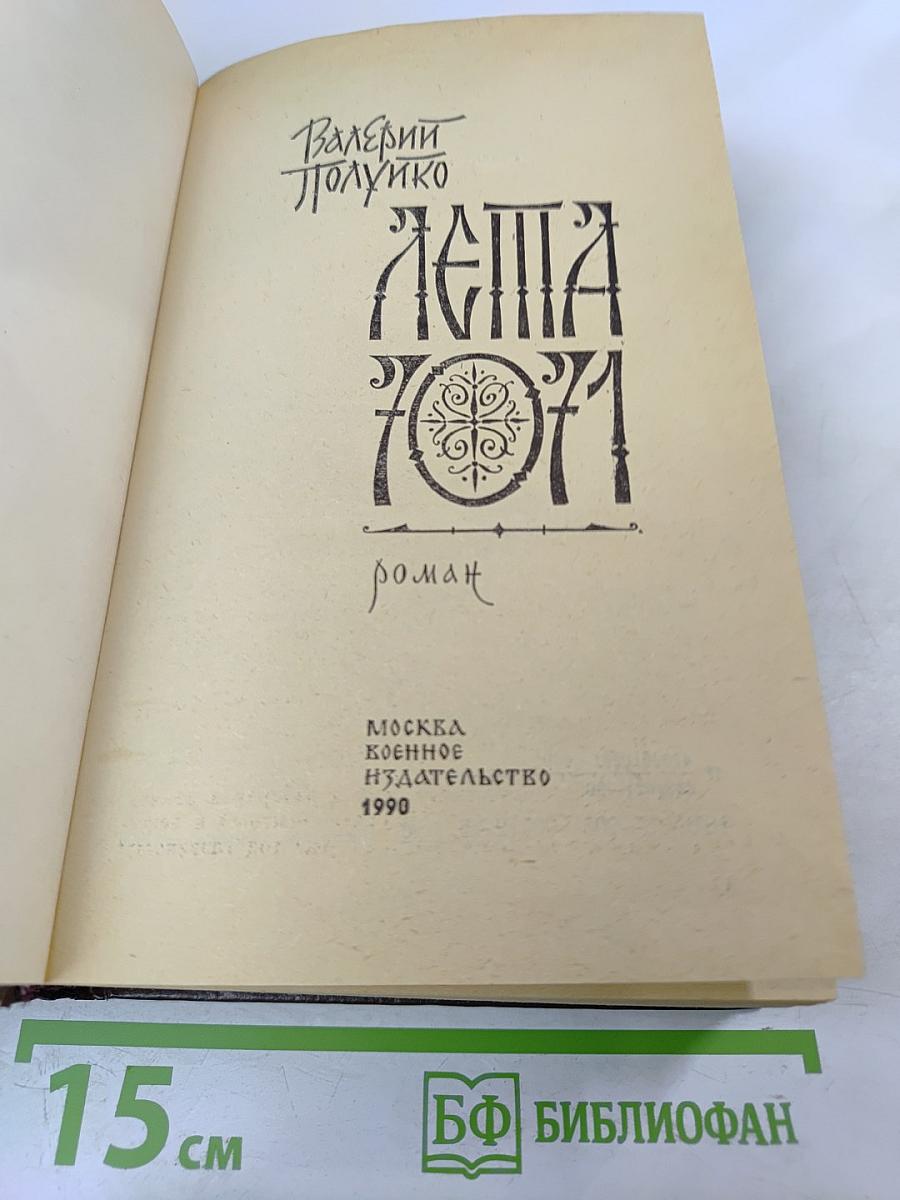 Валерий
Полуйко
ЛЕТА
7071
роман
МОСКВА
ВОЕННОЕ
ИЗДАТЕЛЬСТВО
1990
15 см
БФ БИБЛИОФАН